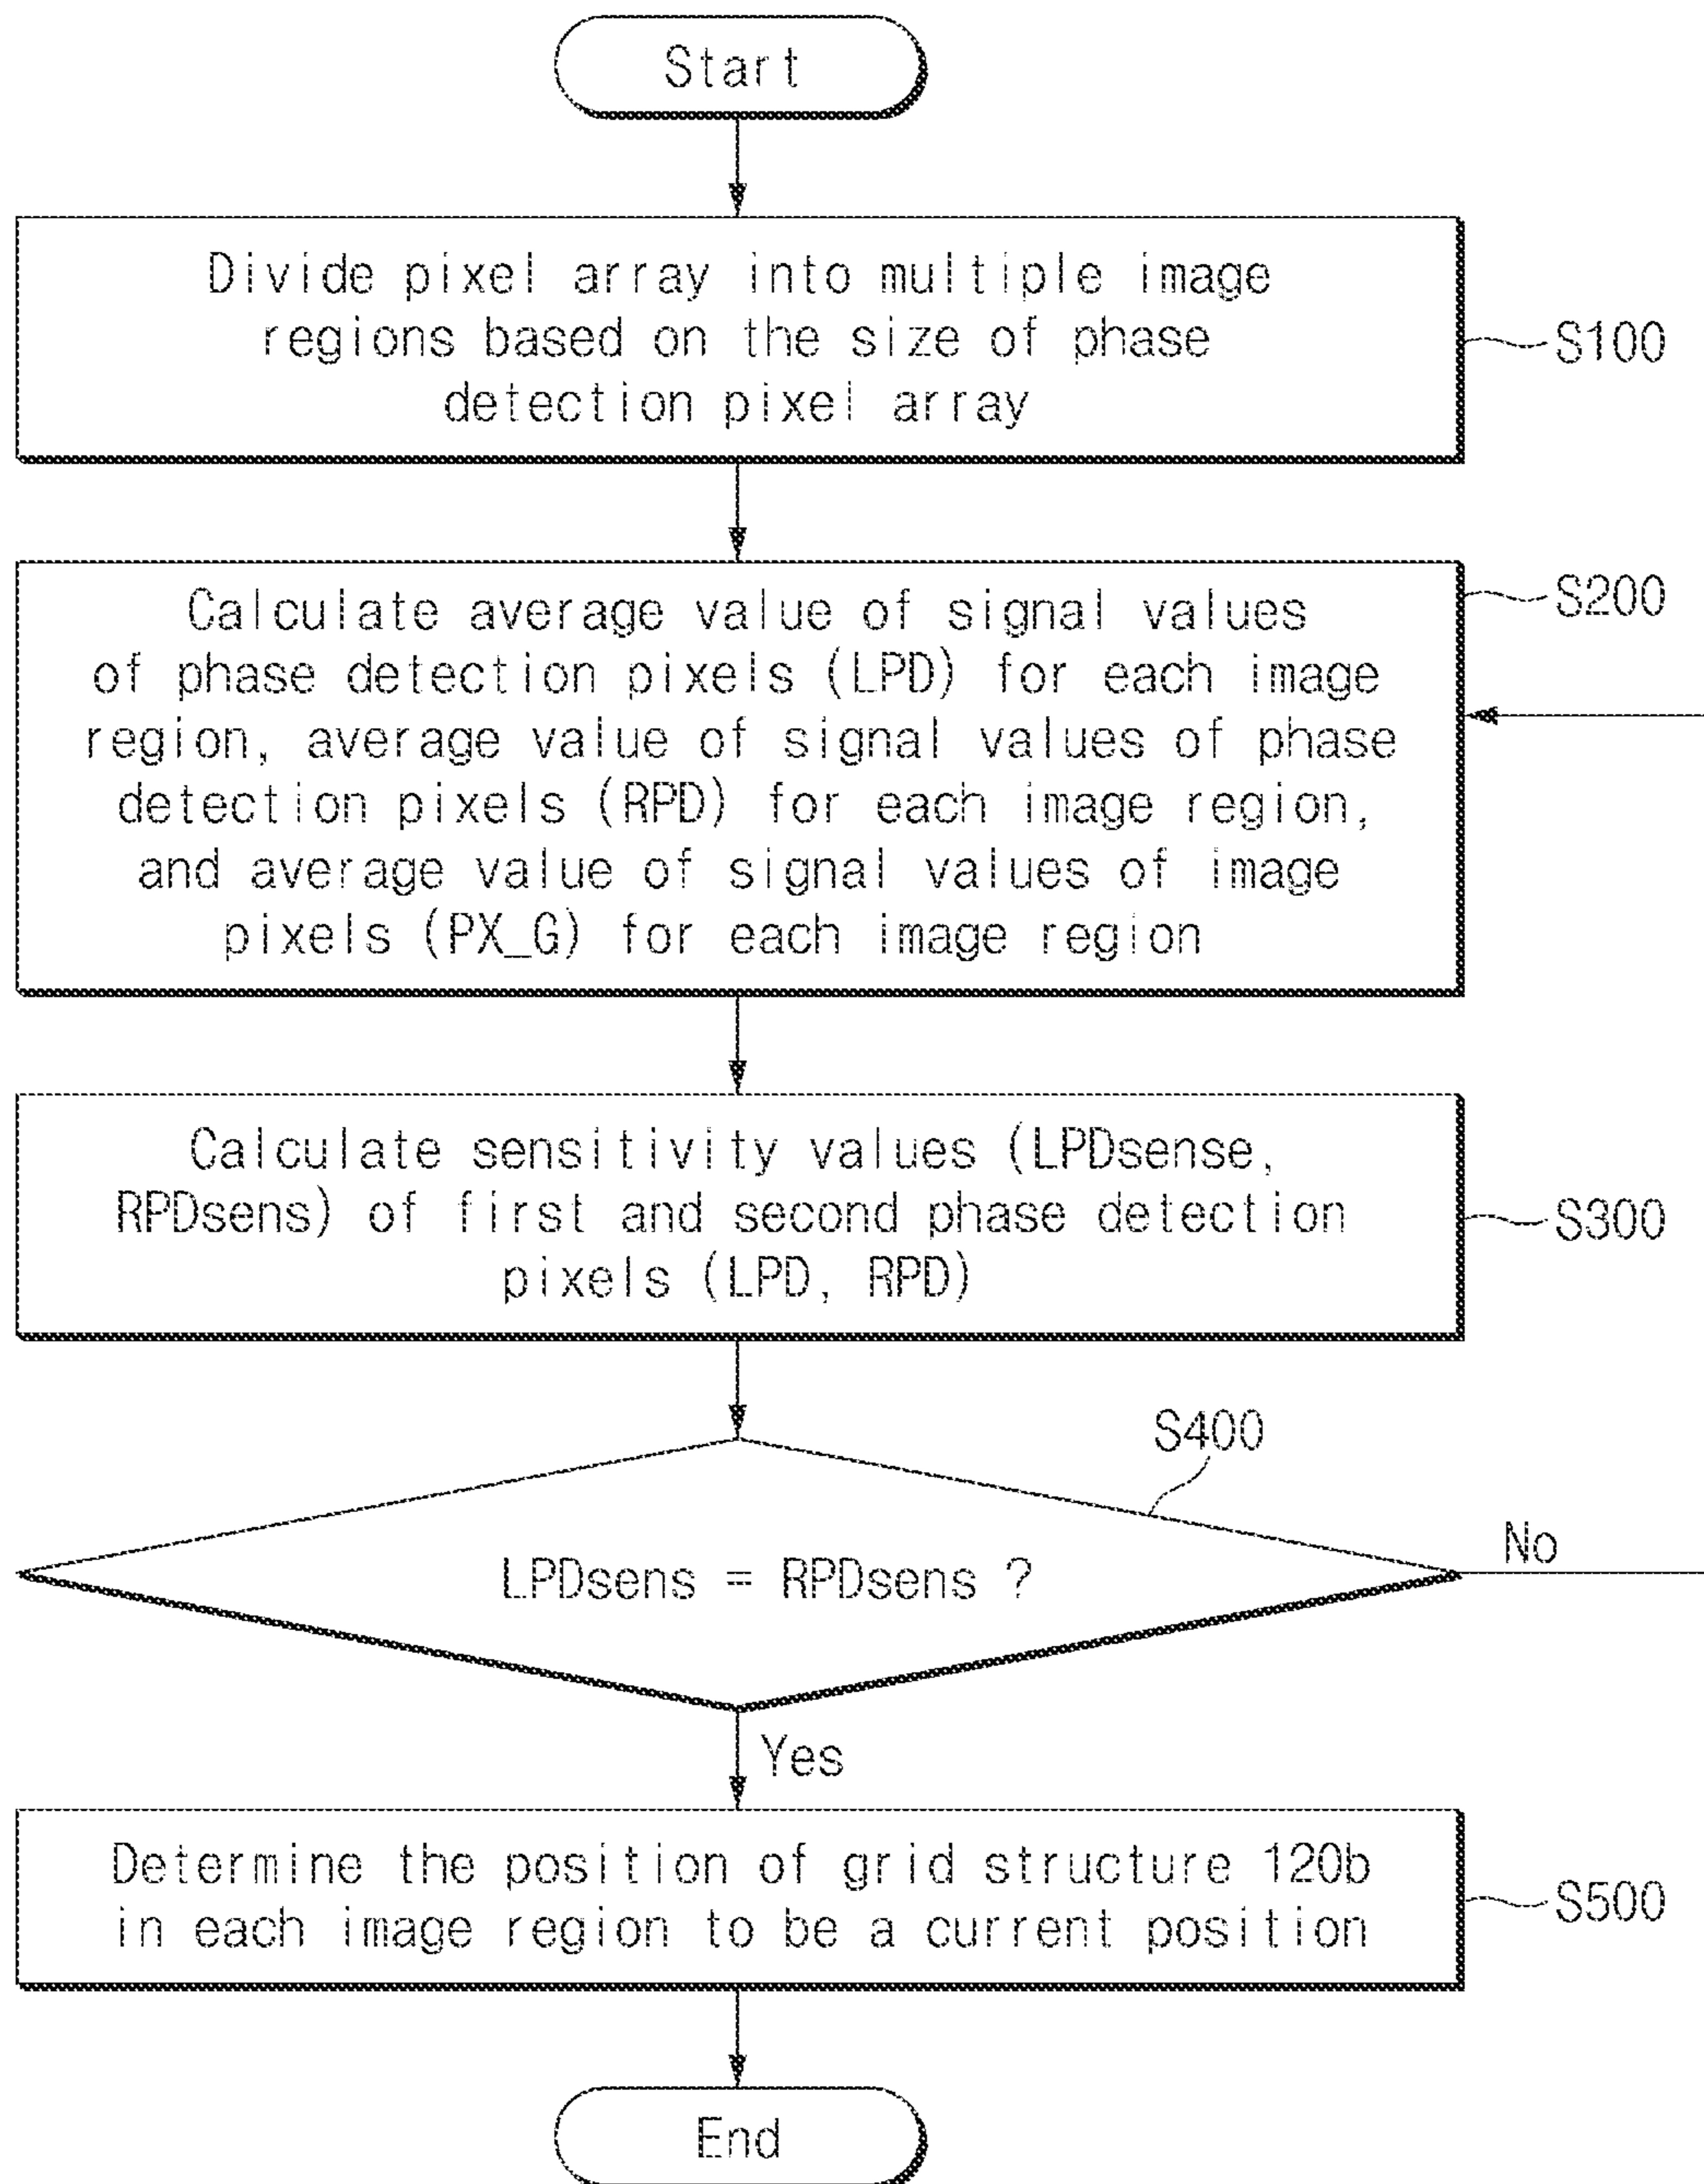 Start
Divide pixel array into multiple image
regions based on the size of phase
detection pixel array
S100
Calculate average value of signal values
of phase detection pixels (LPD) for each image
region, average value of signal values of phase
detection pixels (RPD) for each image region,
and average value of signal values of image
pixels (PX_G) for each image region
S200
Calculate sensitivity values (LPDsense,
RPDsens) of first and second phase detection
pixels (LPD, RPD)
S300
S400
LPDsens = RPDsens ?
No
Yes
Determine the position of grid structure 120b
in each image region to be a current position
S500
End